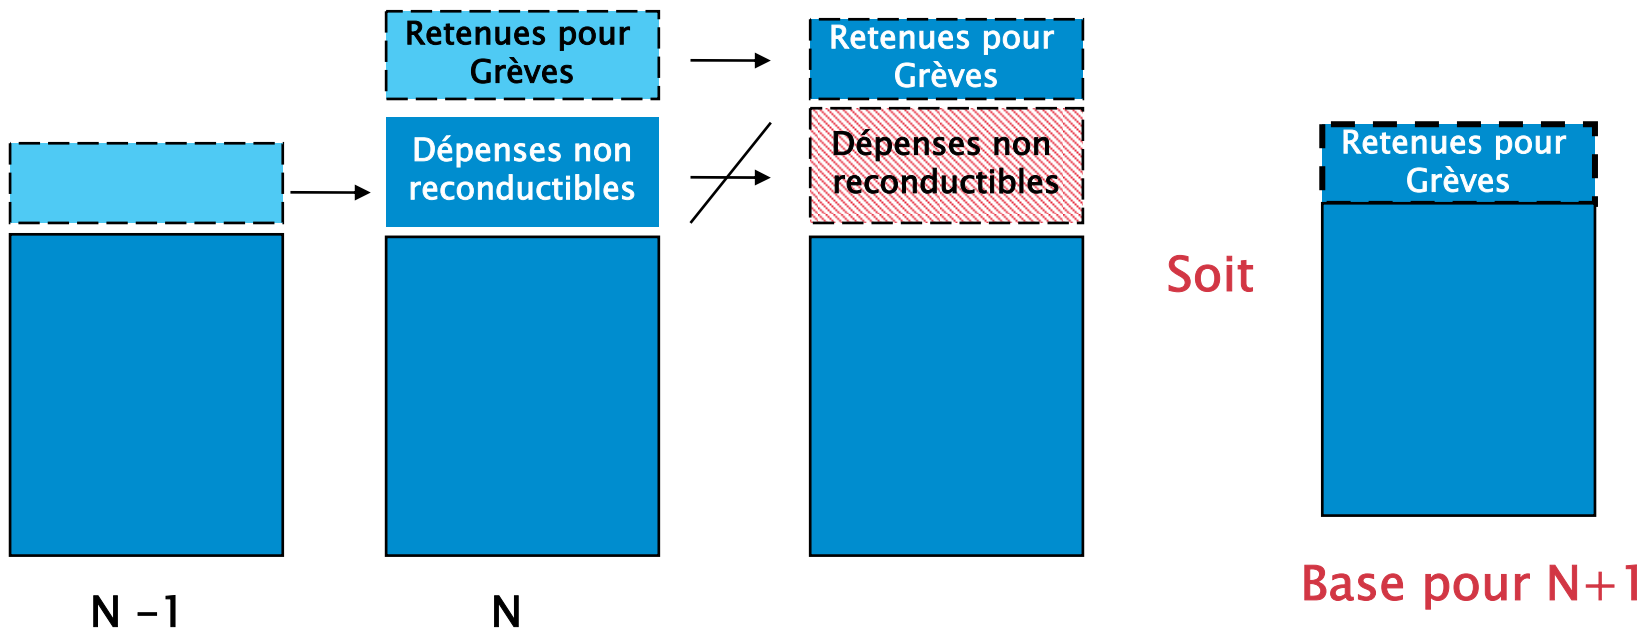 Retenues pour
Grèves
Dépenses non
reconductibles
N –1
N
Retenues pour
Grèves
Dépenses non
reconductibles
Soit
Retenues pour
Grèves
Base pour N+1